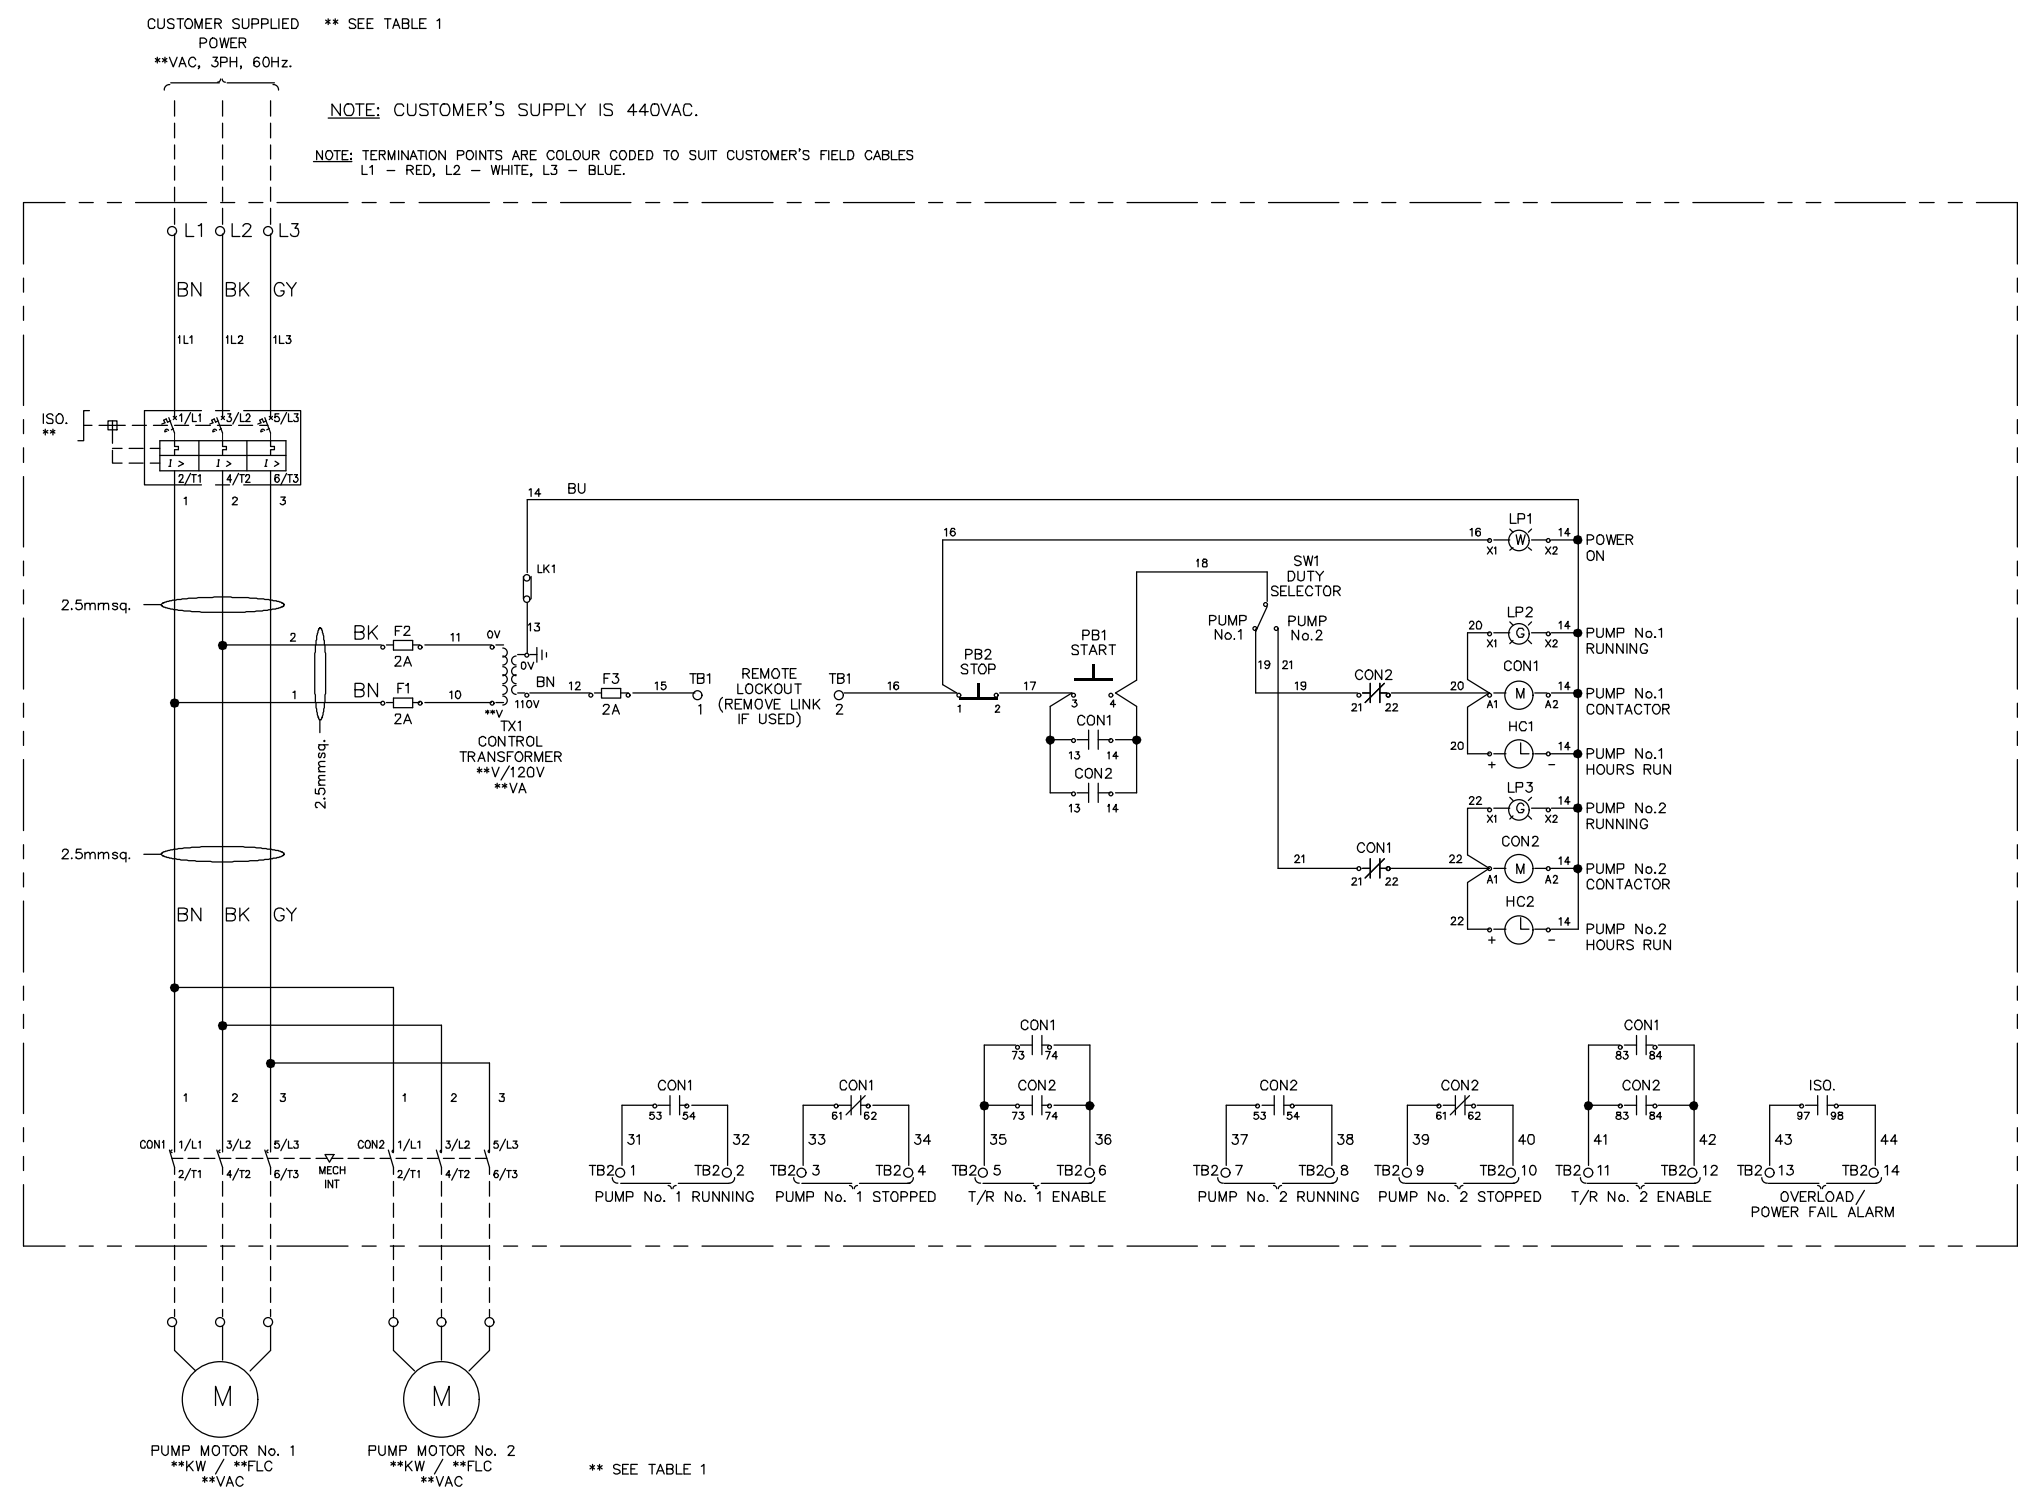 CUSTOMER SUPPLIED ** SEE TABLE 1
POWER
**VAC, 3PH, 60Hz.
NOTE: CUSTOMER'S SUPPLY IS 440VAC.
NOTE: TERMINATION POINTS ARE COLOUR CODED TO SUIT CUSTOMER'S FIELD CABLES
L1 – RED, L2 – WHITE, L3 – BLUE.
L1 L2 L3
BN BK GY
1L1 1L2 1L3
ISO.
**
1/L1 3/L2 5/L3
I > I > I >
2/T1 4/T2 6/T3
1 2 3
14 BU
16 16 LP1 14 POWER
W
X1 X2 ON
LK1
18 SW1
DUTY
SELECTOR
2.5mmsq.
PUMP PUMP
No.1 No.2
13
2 BK F2 11 0V
2A
0V
1 BN F1 10 **V
2A
110V
BN 12 F3 15 TB1
2A 1
REMOTE
LOCKOUT
(REMOVE LINK
IF USED)
TB1 16
2
PB2
STOP
1 2
17
PB1
START
3 4
CON1
13 14
CON2
13 14
TX1
CONTROL
TRANSFORMER
**V/120V
**VA
2.5mmsq.
19 21
19 CON2 20
21 22
20 LP2 14 PUMP No.1
X1 G X2 RUNNING
CON1 14 PUMP No.1
A1 M A2 CONTACTOR
20 HC1 14 PUMP No.1
+ – HOURS RUN
22 LP3 14 PUMP No.2
X1 G X2 RUNNING
21 CON1 22
21 22
CON2 14 PUMP No.2
A1 M A2 CONTACTOR
22 HC2 14 PUMP No.2
+ – HOURS RUN
2.5mmsq.
BN BK GY
1 2 3 1 2 3
CON1 1/L1 3/L2 5/L3 CON2 1/L1 3/L2 5/L3
MECH
INT
2/T1 4/T2 6/T3 2/T1 4/T2 6/T3
CON1
53 54
31 32
TB2 1 TB2 2
PUMP No. 1 RUNNING
CON1
61 62
33 34
TB2 3 TB2 4
PUMP No. 1 STOPPED
CON1
73 74
CON2
73 74
35 36
TB2 5 TB2 6
T/R No. 1 ENABLE
CON2
53 54
37 38
TB2 7 TB2 8
PUMP No. 2 RUNNING
CON2
61 62
39 40
TB2 9 TB2 10
PUMP No. 2 STOPPED
CON1
83 84
CON2
83 84
41 42
TB2 11 TB2 12
T/R No. 2 ENABLE
ISO.
97 98
43 44
TB2 13 TB2 14
OVERLOAD/
POWER FAIL ALARM
M M
PUMP MOTOR No. 1 PUMP MOTOR No. 2
**KW / **FLC **KW / **FLC
**VAC **VAC
** SEE TABLE 1